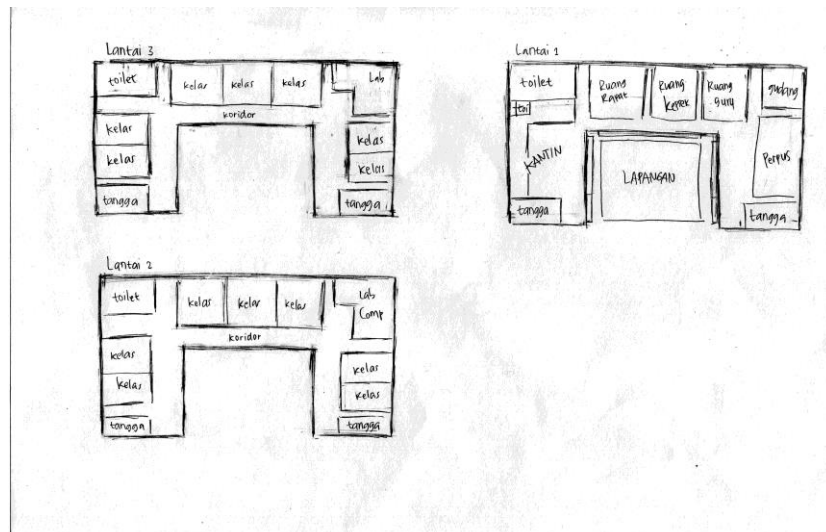 Lantai 3
toilet
kelas
kelas
kelas
Lab
koridor
kelas
kelas
kelas
kelas
tangga
tangga
Lantai 1
toilet
Ruang
Rapat
Ruang
Kepsek
Ruang
Guru
gudang
KANTIN
LAPANGAN
Perpus
tangga
tangga
Lantai 2
toilet
kelas
kelas
kelas
Lab
Comp
koridor
kelas
kelas
kelas
kelas
tangga
tangga